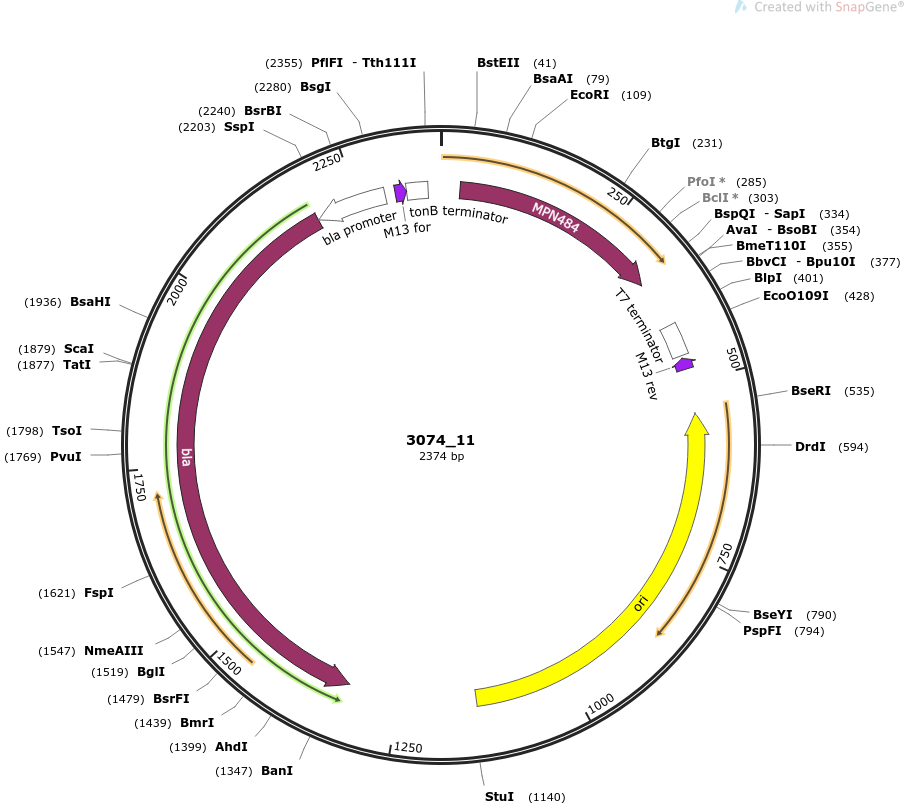 Created with SnapGene®
(2355) PflFI - Tth111I
BstEII (41)
(2280) BsgI
BsaAI (79)
EcoRI (109)
(2240) BsrBI
(2203) SspI
BtgI (231)
2250
250
PfoI * (285)
BclI * (303)
BspQI - SapI (334)
AvaI - BsoBI (354)
BmeT110I (355)
BbvCI - Bpu10I (377)
BlpI (401)
EcoO109I (428)
MPN484
tonB terminator
M13 for
bla promoter
T7 terminator
M13 rev
2000
500
(1936) BsaHI
(1879) ScaI
(1877) TatI
BseRI (535)
(1798) TsoI
(1769) PvuI
DrdI (594)
3074_11
2374 bp
bla
1750
750
ori
(1621) FspI
BseYI (790)
PspFI (794)
(1547) NmeAIII
(1519) BglI
1500
(1479) BsrFI
(1439) BmrI
1000
(1399) AhdI
1250
(1347) BanI
StuI (1140)